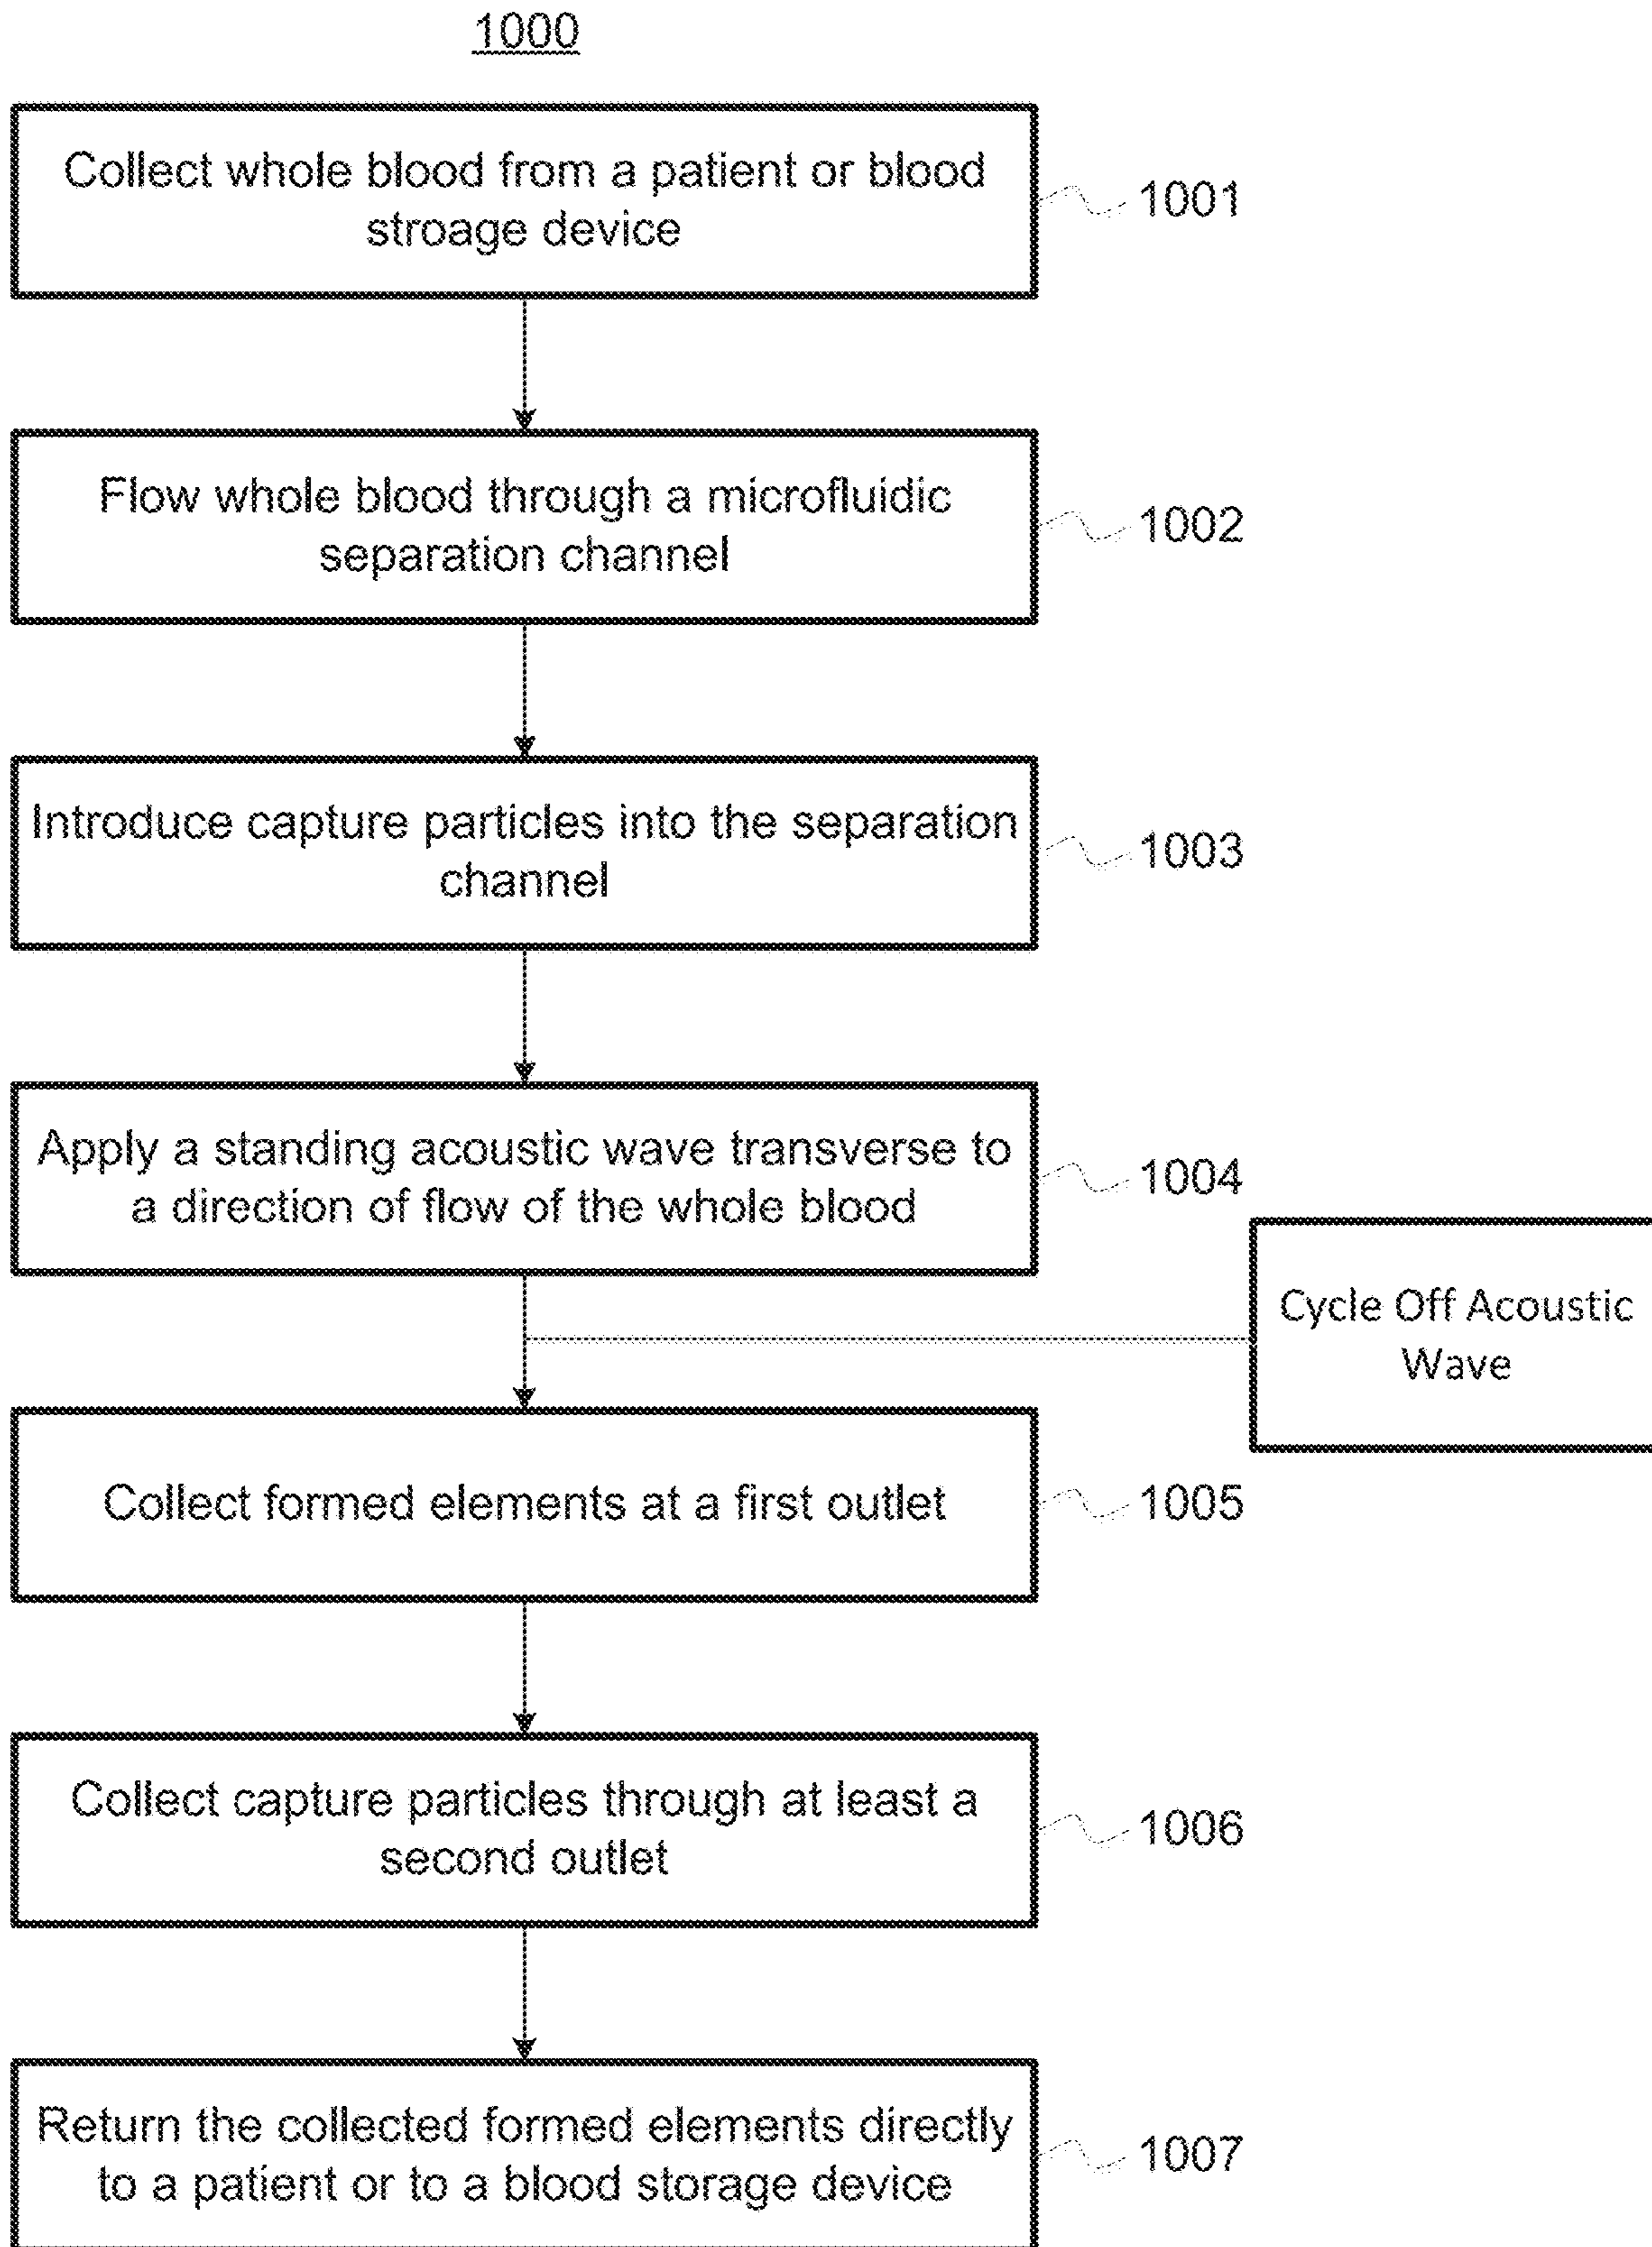 1000
Collect whole blood from a patient or blood
stroage device
1001
Flow whole blood through a microfluidic
separation channel
1002
Introduce capture particles into the separation
channel
1003
Apply a standing acoustic wave transverse to
a direction of flow of the whole blood
1004
Cycle Off Acoustic
Wave
Collect formed elements at a first outlet
1005
Collect capture particles through at least a
second outlet
1006
Return the collected formed elements directly
to a patient or to a blood storage device
1007